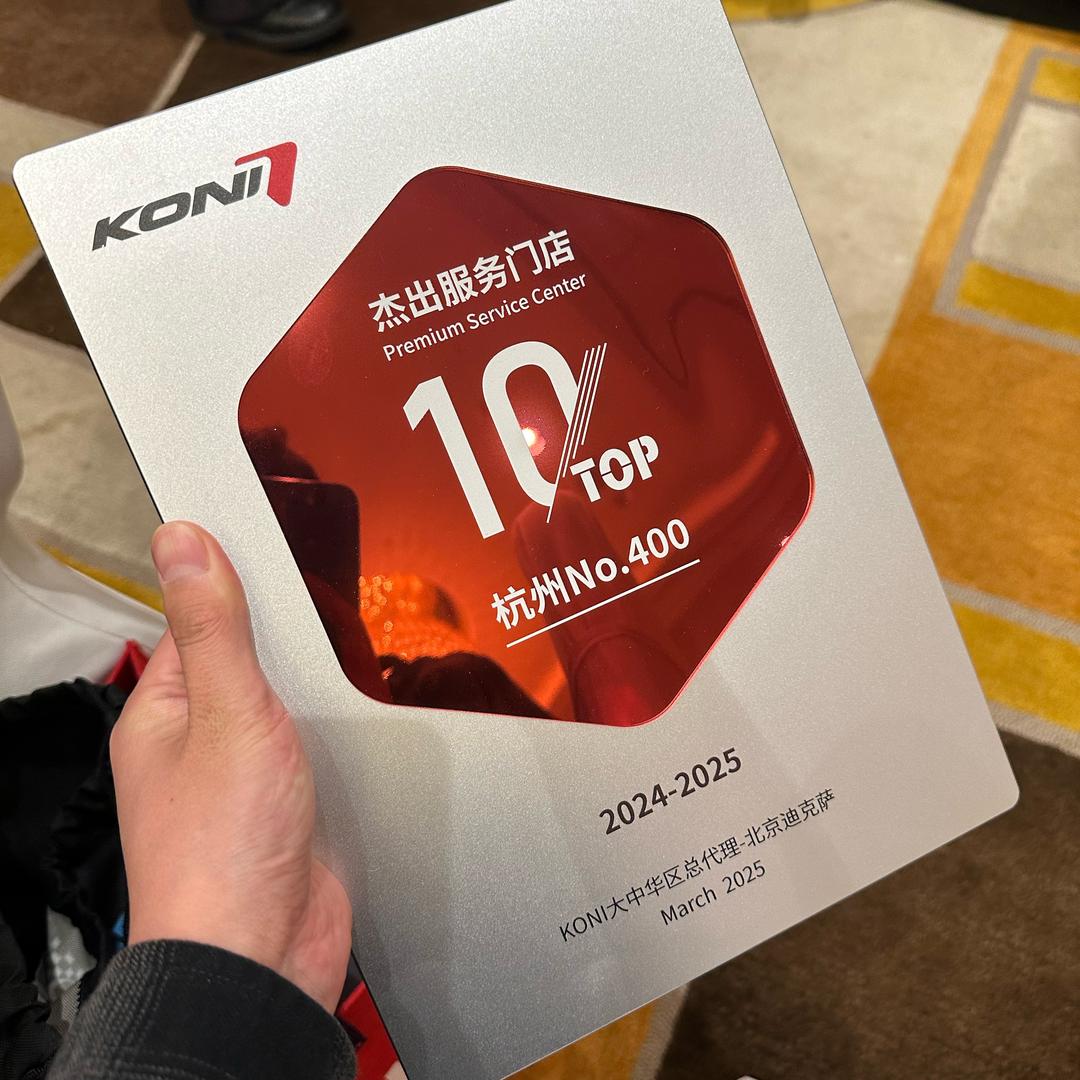 KONI
杰出服务门店
Premium Service Center
10
TOP
杭州No.400
2024-2025
KONI大中华区总代理-北京迪克萨
March 2025